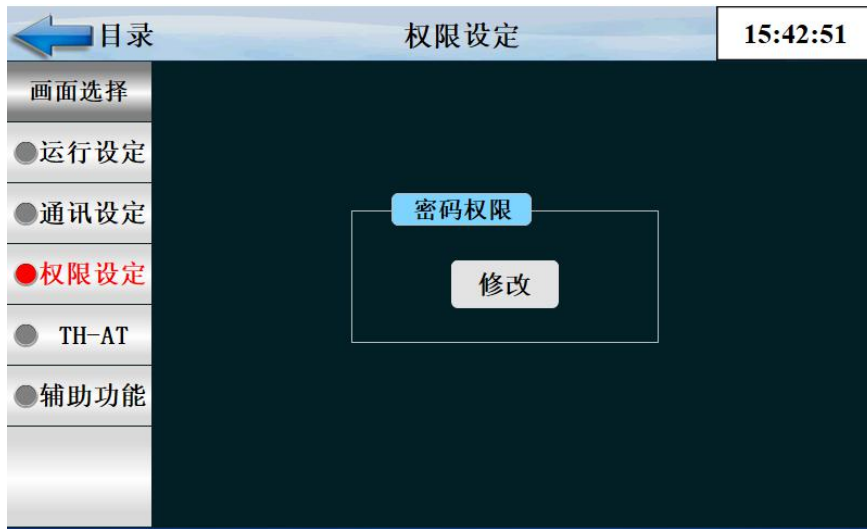 目录
权限设定
15:42:51
画面选择
运行设定
通讯设定
权限设定
TH-AT
辅助功能
密码权限
修改